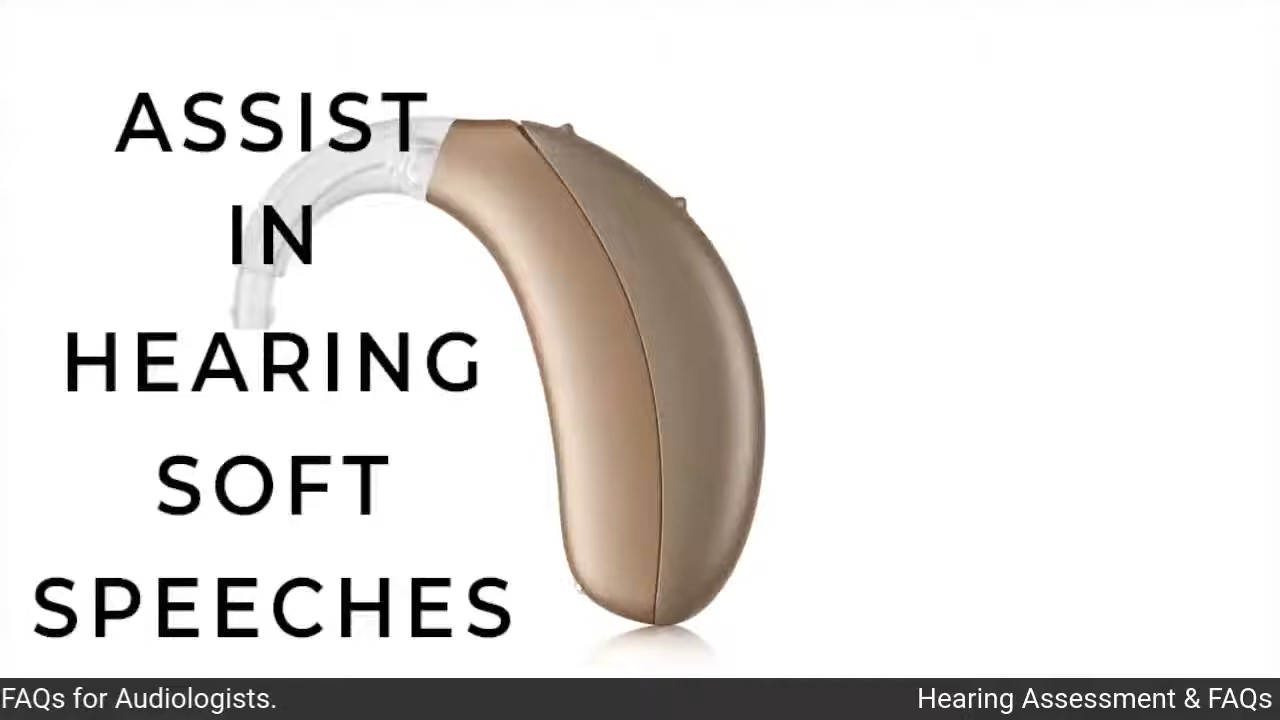 ASSIST
IN
HEARING
SOFT
SPEECHES
FAQs for Audiologists.
Hearing Assessment & FAQs